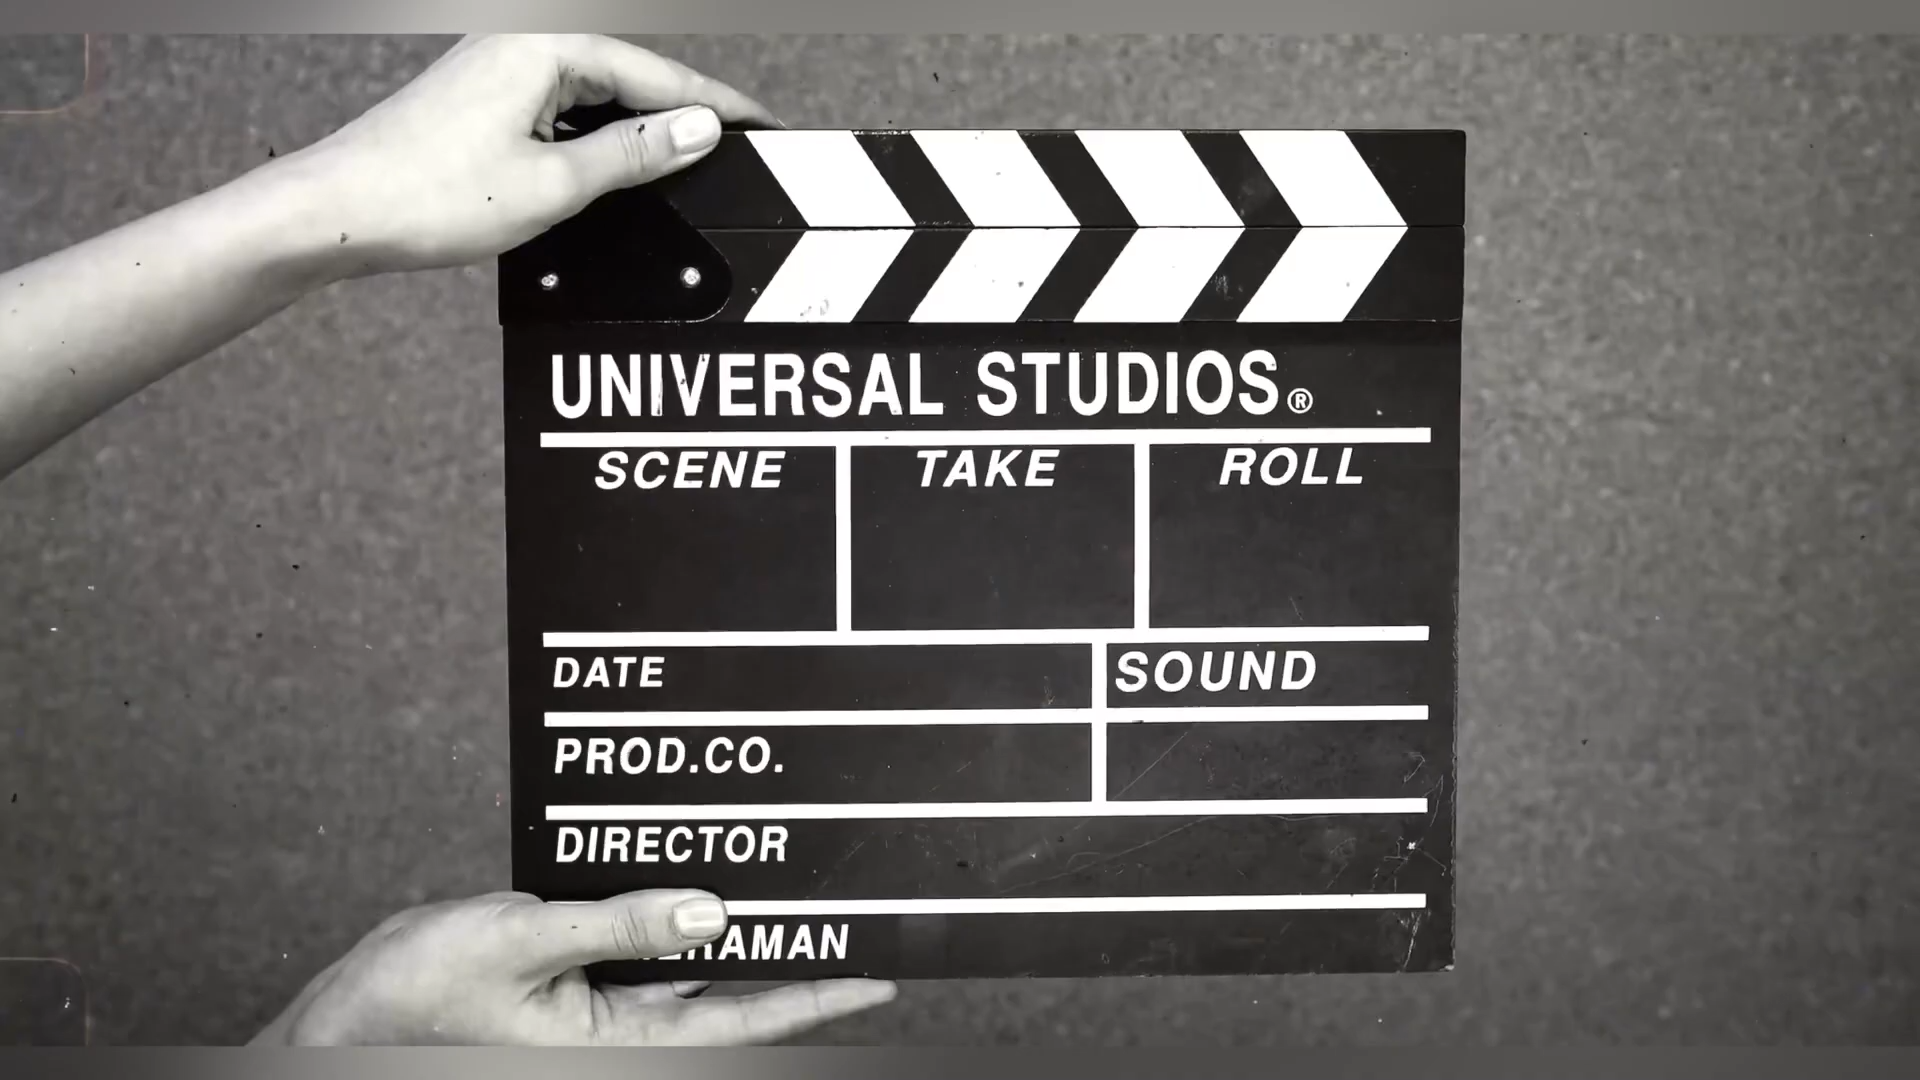 UNIVERSAL STUDIOS®
SCENE TAKE ROLL
DATE SOUND
PROD.CO.
DIRECTOR